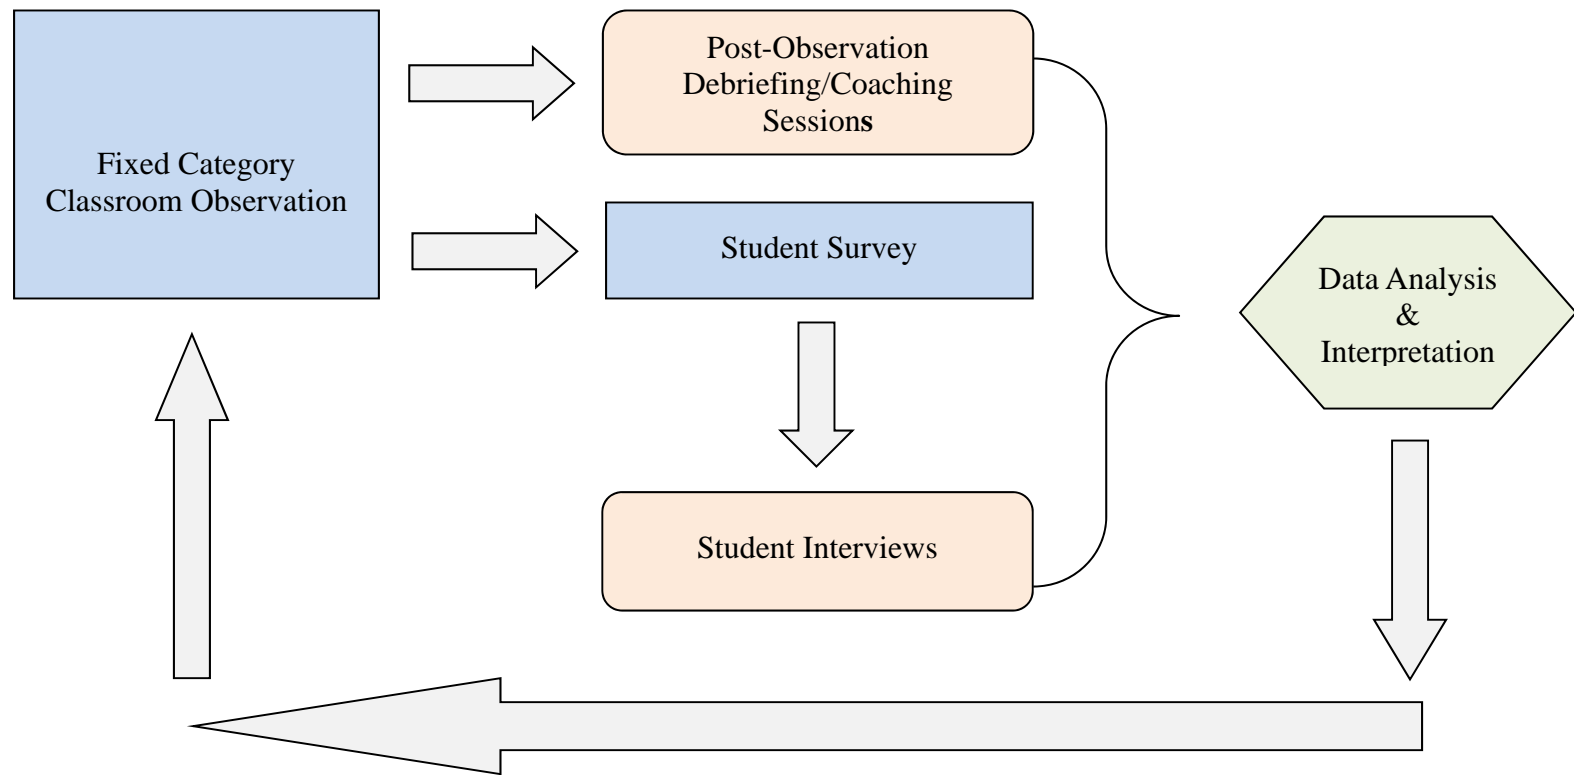 Fixed Category
Classroom Observation
Post-Observation
Debriefing/Coaching
Sessions
Student Survey
Student Interviews
Data Analysis
&
Interpretation